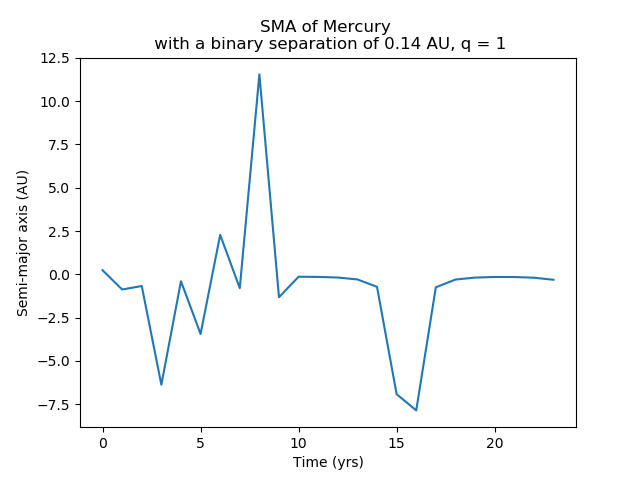 SMA of Mercury
with a binary separation of 0.14 AU, q = 1
12.5
10.0
7.5
5.0
2.5
0.0
−2.5
−5.0
−7.5
Semi-major axis (AU)
0 5 10 15 20
Time (yrs)